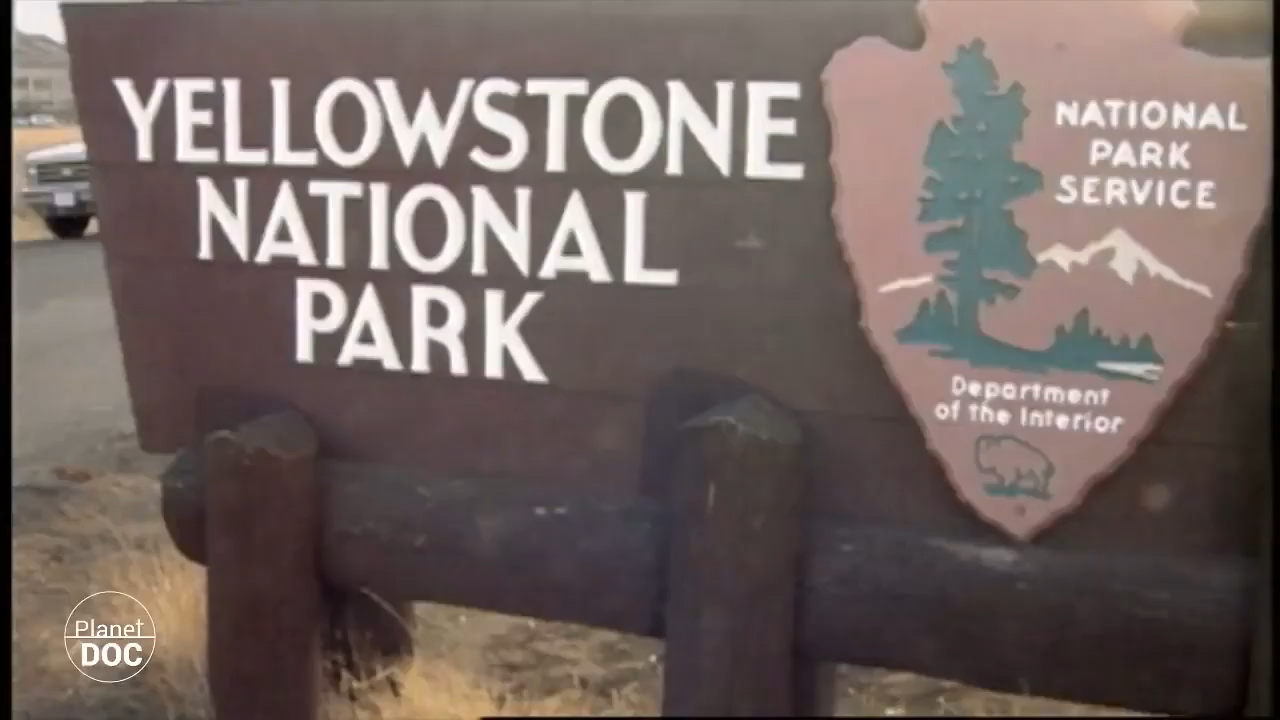 YELLOWSTONE
NATIONAL
PARK
NATIONAL
PARK
SERVICE
Department
of the Interior
Planet
DOC